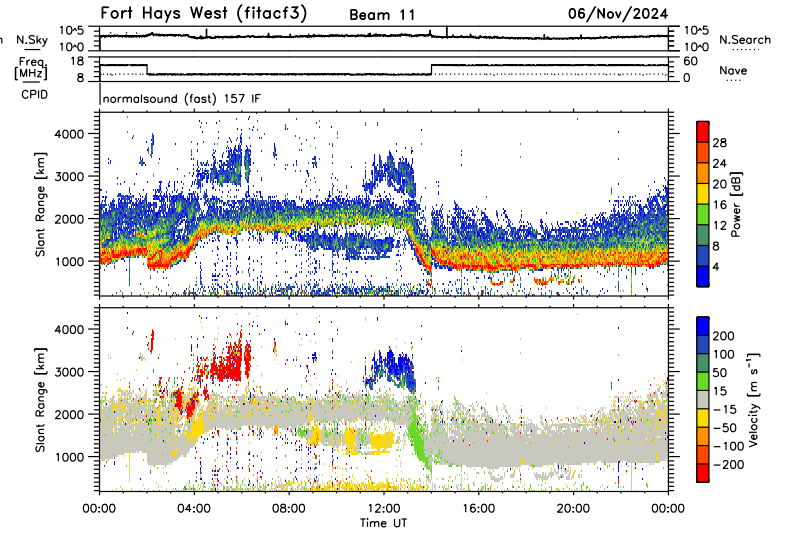 Fort Hays West (fitacf3) Beam 11 06/Nov/2024
n N.Sky 10^5 10^0 10^5 10^0 N.Search
Freq. [MHz] 18 8 60 0 Nave
CPID normalsound (fast) 157 IF
Slant Range [km]
4000
3000
2000
1000
28
24
20
16
12
8
4
Power [dB]
Slant Range [km]
4000
3000
2000
1000
200
100
50
15
-15
-50
-100
-200
Velocity [m s⁻¹]
00:00 04:00 08:00 12:00 16:00 20:00 00:00
Time UT